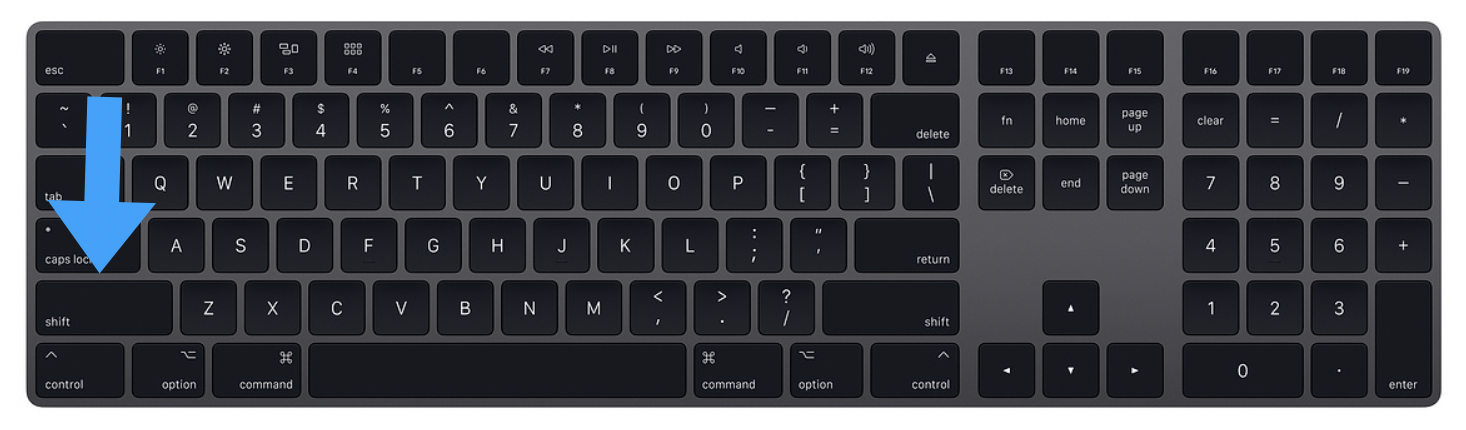 esc F1 F2 F3 F4 F5 F6 F7 F8 F9 F10 F11 F12 F13 F14 F15 F16 F17 F18 F19
~ ! @ # $ % ^ & * ( ) — +
` 1 2 3 4 5 6 7 8 9 0 - = delete fn home page up clear = / *
tab Q W E R T Y U I O P { [ } ] | \ delete end page down 7 8 9 −
caps loc A S D F G H J K L : ; " ' return 4 5 6 +
shift Z X C V B N M < , > . ? / shift 1 2 3
control option command command option control 0 . enter